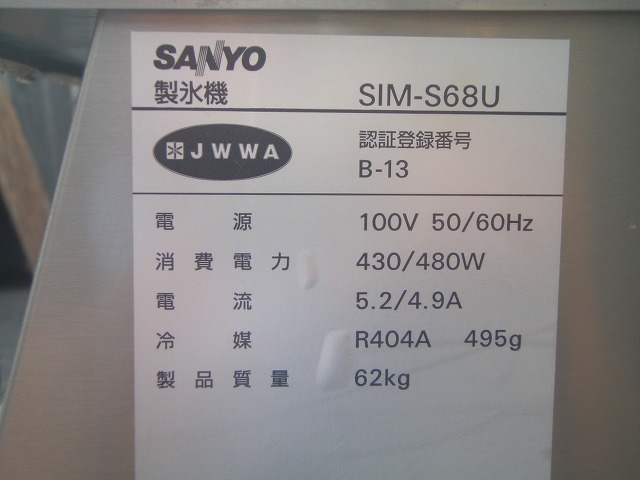 SANYO
製氷機 SIM-S68U
JWWA 認証登録番号
B-13
電源 100V 50/60Hz
消費電力 430/480W
電流 5.2/4.9A
冷媒 R404A 495g
製品質量 62kg